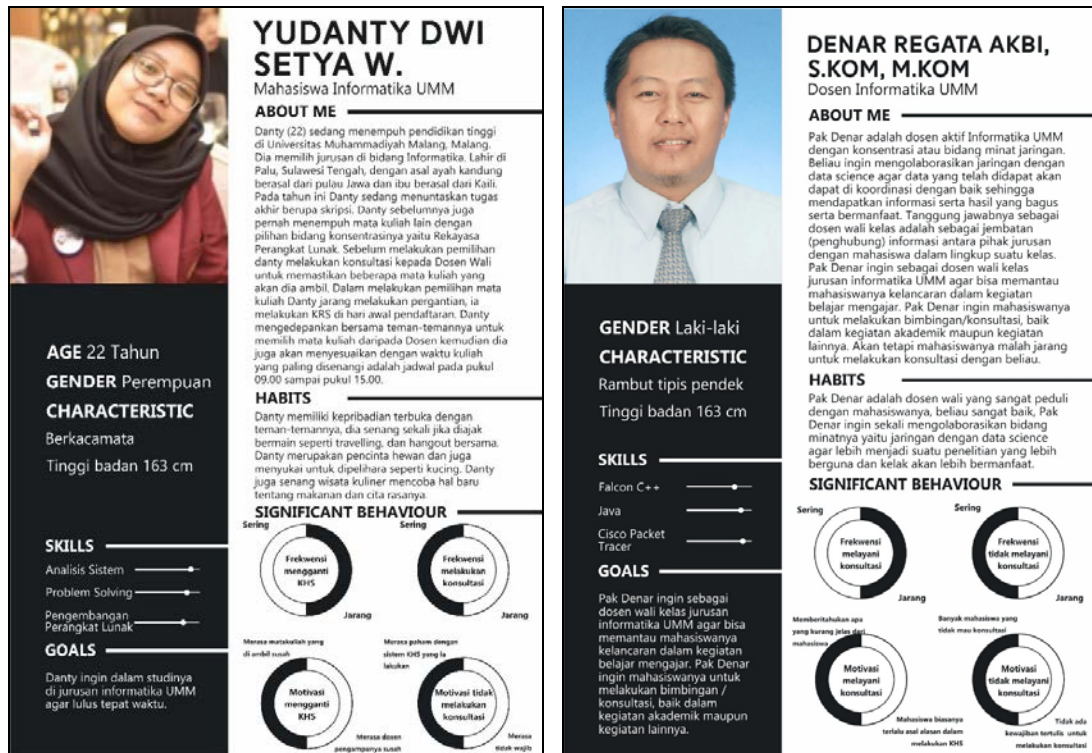 YUDANTY DWI
SETYA W.
Mahasiswa Informatika UMM
ABOUT ME
Danty (22) sedang menempuh pendidikan tinggi
di Universitas Muhammadiyah Malang, Malang.
Dia memilih jurusan di bidang Informatika. Lahir di
Palu, Sulawesi Tengah, dengan asal ayah kandung
berasal dari pulau Jawa dan ibu berasal dari Kaili.
Pada tahun ini Danty sedang menuntaskan tugas
akhir berupa skripsi. Danty sebelumnya juga
pernah menempuh mata kuliah lain dengan
pilihan bidang konsentrasinya yaitu Rekayasa
Perangkat Lunak. Sebelum melakukan pemilihan
danty melakukan konsultasi kepada Dosen Wali
untuk memastikan beberapa mata kuliah yang
akan dia ambil. Dalam melakukan pemilihan mata
kuliah Danty jarang melakukan pergantian, ia
melakukan KRS di hari awal pendaftaran. Danty
mengedepankan bersama teman-temannya untuk
memilih mata kuliah daripada Dosen kemudian dia
juga akan menyesuaikan dengan waktu kuliah
yang paling disenangi adalah jadwal pada pukul
09.00 sampai pukul 15.00.
HABITS
Danty memiliki kepribadian terbuka dengan
teman-temannya, dia senang sekali jika diajak
bermain seperti travelling, dan hangout bersama.
Danty merupakan pencinta hewan dan juga
menyukai untuk dipelihara seperti kucing. Danty
juga senang wisata kuliner mencoba hal baru
tentang makanan dan cita rasanya.
SIGNIFICANT BEHAVIOUR
Sering
Frekwensi
mengganti
KHS
Jarang
Sering
Frekwensi
melakukan
konsultasi
Jarang
Merasa matakuliah yang
di ambil susah
Motivasi
mengganti
KHS
Merasa dosen
pengampunya susah
Merasa paham dengan
sistem KHS yang ia
lakukan
Motivasi tidak
melakukan
konsultasi
Merasa
tidak wajib
AGE 22 Tahun
GENDER Perempuan
CHARACTERISTIC
Berkacamata
Tinggi badan 163 cm
SKILLS
Analisis Sistem
Problem Solving
Pengembangan
Perangkat Lunak
GOALS
Danty ingin dalam studinya
di jurusan informatika UMM
agar lulus tepat waktu.
DENAR REGATA AKBI,
S.KOM, M.KOM
Dosen Informatika UMM
ABOUT ME
Pak Denar adalah dosen aktif Informatika UMM
dengan konsentrasi atau bidang minat jaringan.
Beliau ingin mengolaborasikan jaringan dengan
data science agar data yang telah didapat akan
dapat di koordinasi dengan baik sehingga
mendapatkan informasi serta hasil yang bagus
serta bermanfaat. Tanggung jawabnya sebagai
dosen wali kelas adalah sebagai jembatan
(penghubung) informasi antara pihak jurusan
dengan mahasiswa dalam lingkup suatu kelas.
Pak Denar ingin sebagai dosen wali kelas
jurusan informatika UMM agar bisa memantau
mahasiswanya kelancaran dalam kegiatan
belajar mengajar. Pak Denar ingin mahasiswanya
untuk melakukan bimbingan/konsultasi, baik
dalam kegiatan akademik maupun kegiatan
lainnya. Akan tetapi mahasiswanya malah jarang
untuk melakukan konsultasi dengan beliau.
HABITS
Pak Denar adalah dosen wali yang sangat peduli
dengan mahasiswanya, beliau sangat baik, Pak
Denar ingin sekali mengolaborasikan bidang
minatnya yaitu jaringan dengan data science
agar lebih menjadi suatu penelitian yang lebih
berguna dan kelak akan lebih bermanfaat.
SIGNIFICANT BEHAVIOUR
Sering
Frekwensi
melayani
konsultasi
Jarang
Sering
Frekwensi
tidak melayani
konsultasi
Jarang
Memberitahukan apa
yang kurang jelas dari
mahasiswa
Motivasi
melayani
konsultasi
Mahasiswa biasanya
terlalu asal alasan dalam
melakukan KHS
Banyak mahasiswa yang
tidak mau konsultasi
Motivasi
tidak melayani
konsultasi
Tidak ada
kewajiban tertulis untuk
melakukan konsultasi
GENDER Laki-laki
CHARACTERISTIC
Rambut tipis pendek
Tinggi badan 163 cm
SKILLS
Falcon C++
Java
Cisco Packet
Tracer
GOALS
Pak Denar ingin sebagai
dosen wali kelas jurusan
informatika UMM agar bisa
memantau mahasiswanya
kelancaran dalam kegiatan
belajar mengajar. Pak Denar
ingin mahasiswanya untuk
melakukan bimbingan /
konsultasi, baik dalam
kegiatan akademik maupun
kegiatan lainnya.